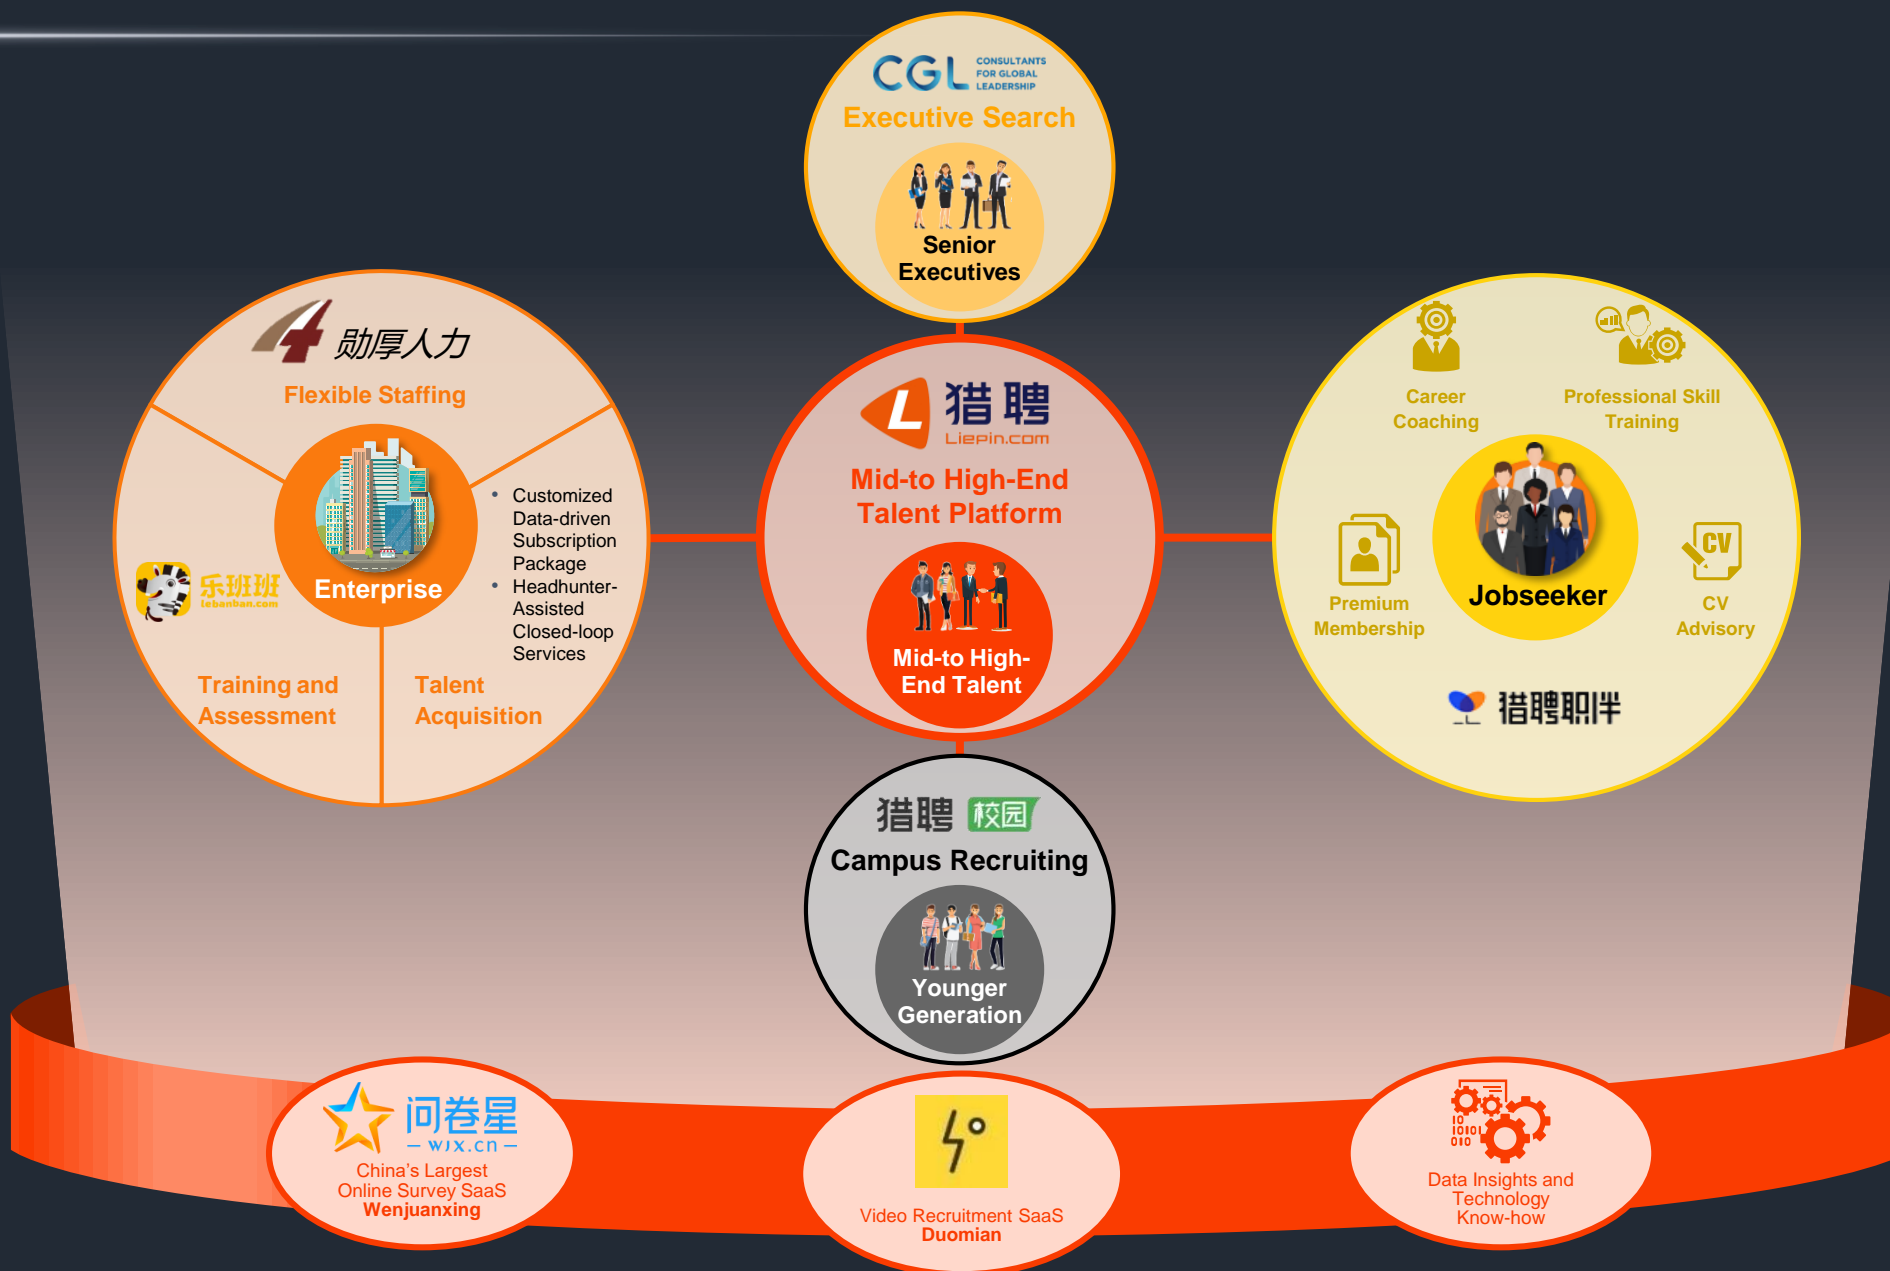 CGL CONSULTANTS
FOR GLOBAL
LEADERSHIP
Executive Search
Senior
Executives
勋厚人力
Flexible Staffing
Enterprise
乐班班
lebanban.com
Training and
Assessment
• Customized
Data-driven
Subscription
Package
• Headhunter-
Assisted
Closed-loop
Services
Talent
Acquisition
L 猎聘
Liepin.com
Mid-to High-End
Talent Platform
Mid-to High-
End Talent
Career
Coaching
Professional Skill
Training
Jobseeker
Premium
Membership
CV
CV
Advisory
猎聘职伴
猎聘 校园
Campus Recruiting
Younger
Generation
问卷星
– WJX.cn –
China's Largest
Online Survey SaaS
Wenjuanxing
Video Recruitment SaaS
Duomian
10
10101
010
Data Insights and
Technology
Know-how